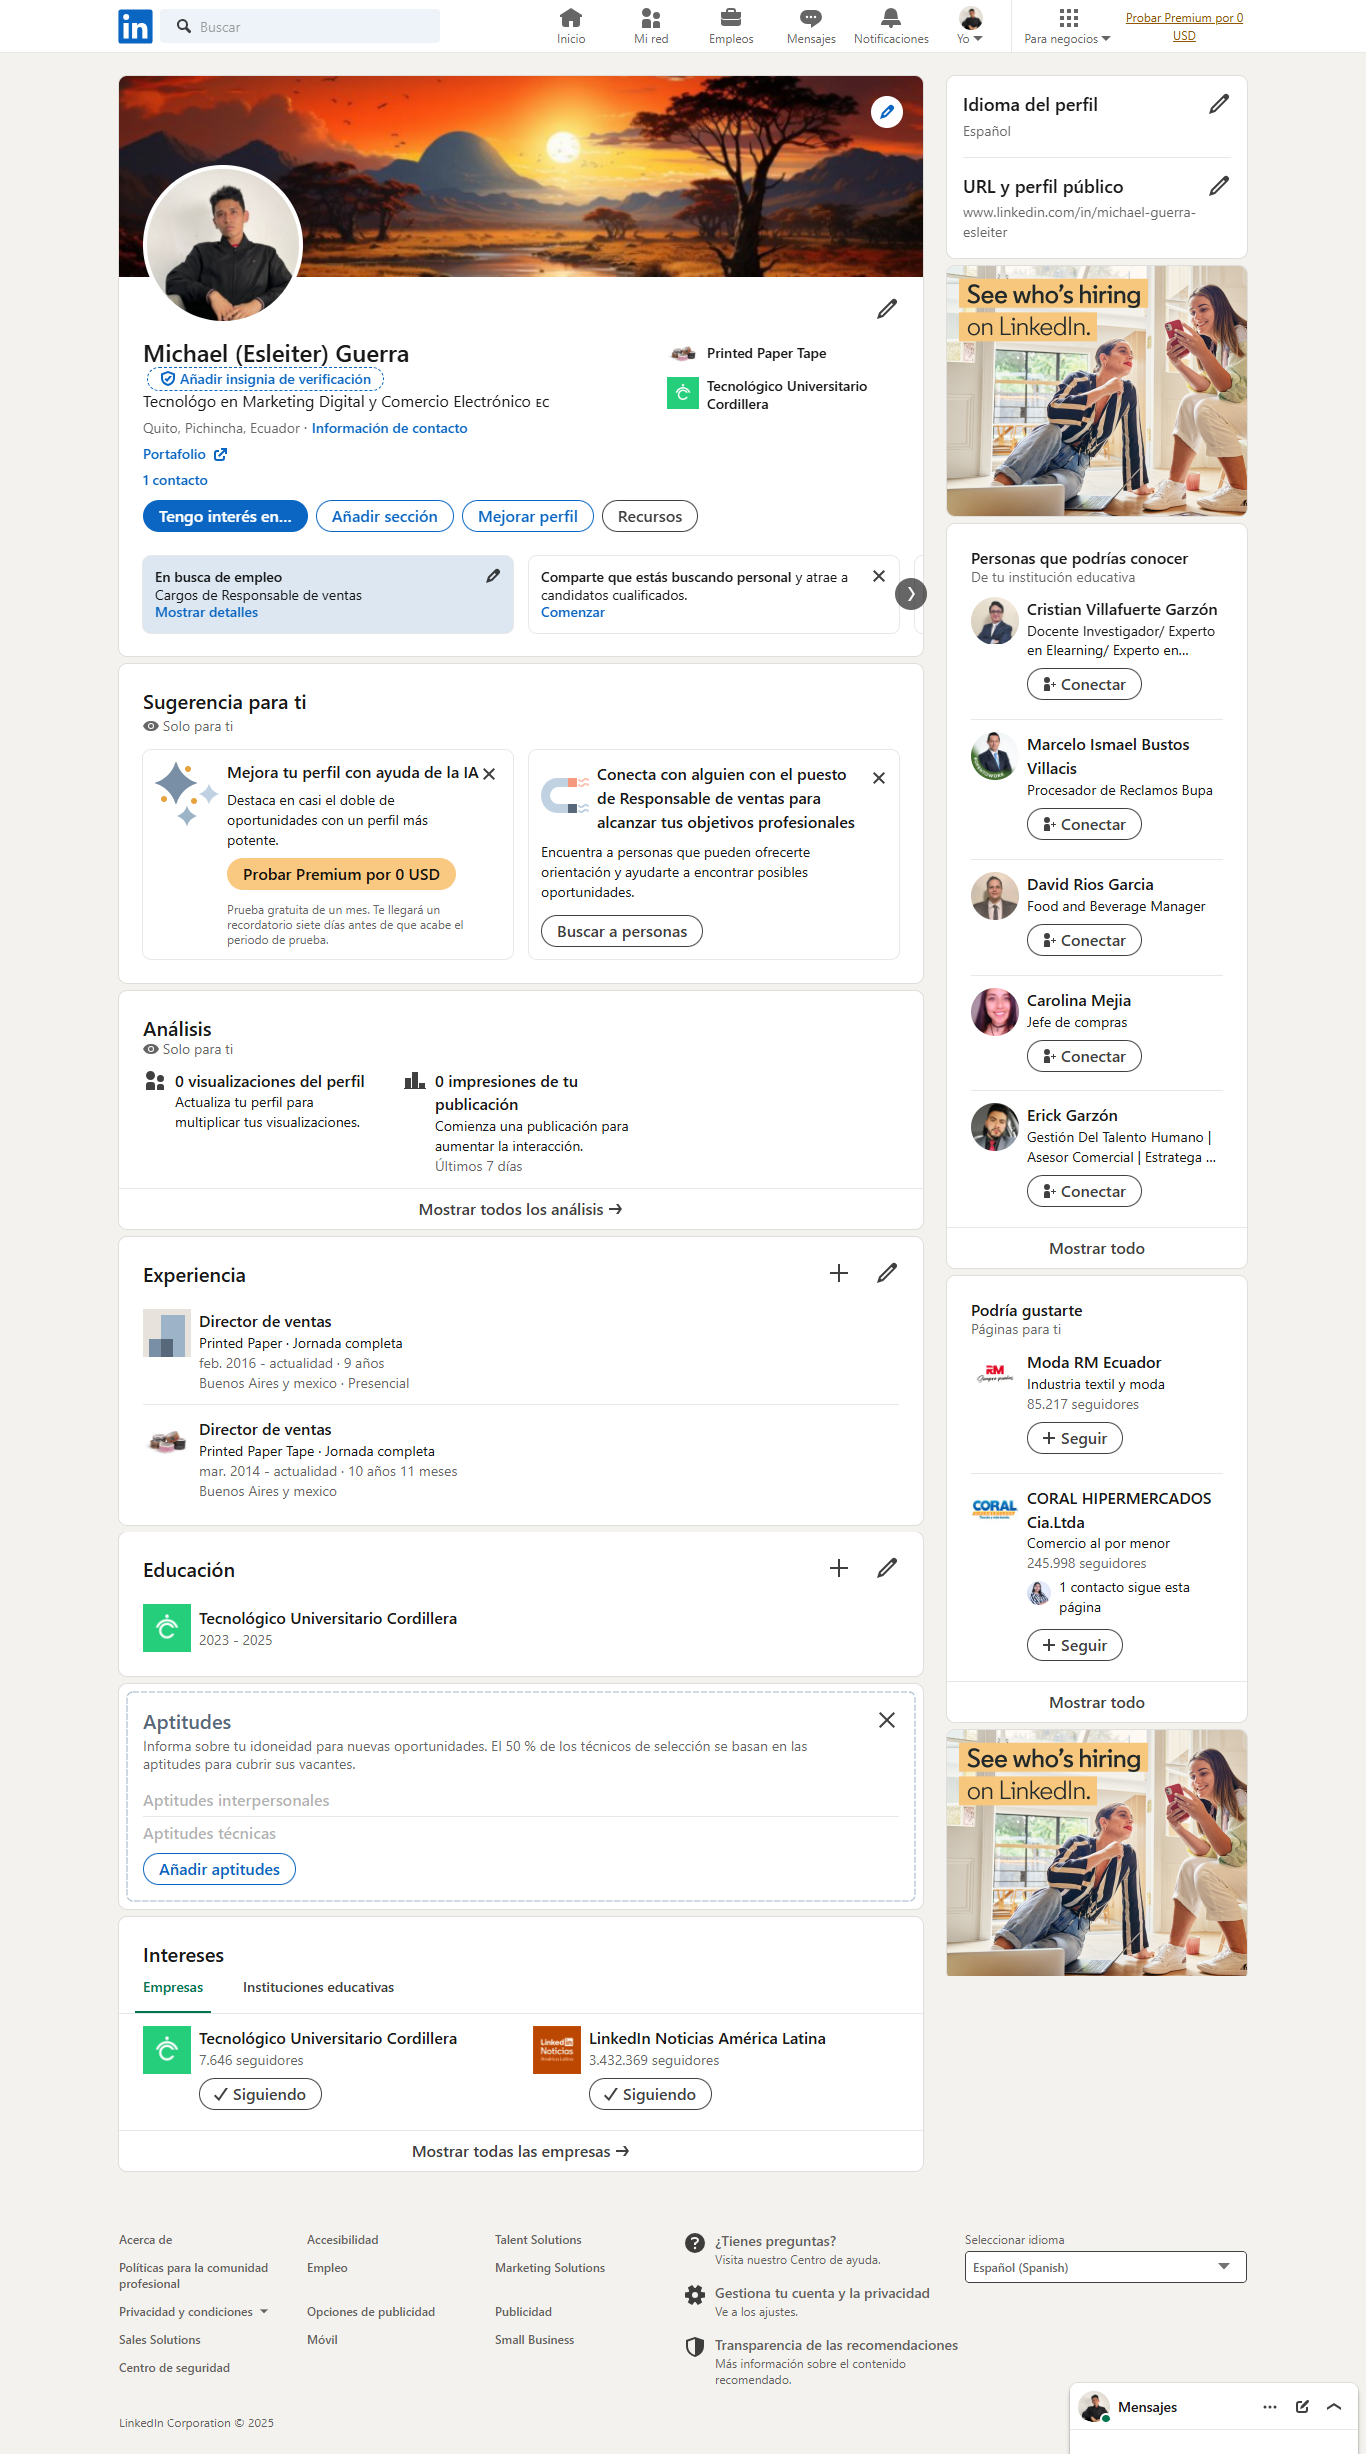 in
Buscar
Inicio
Mi red
Empleos
Mensajes
Notificaciones
Yo
Para negocios
Probar Premium por 0
USD
Michael (Esleiter) Guerra
Añadir insignia de verificación
Tecnológo en Marketing Digital y Comercio Electrónico EC
Quito, Pichincha, Ecuador · Información de contacto
Portafolio
1 contacto
Printed Paper Tape
Tecnológico Universitario
Cordillera
Tengo interés en...
Añadir sección
Mejorar perfil
Recursos
En busca de empleo
Cargos de Responsable de ventas
Mostrar detalles
Comparte que estás buscando personal y atrae a
candidatos cualificados.
Comenzar
Sugerencia para ti
Solo para ti
Mejora tu perfil con ayuda de la IA
Destaca en casi el doble de
oportunidades con un perfil más
potente.
Probar Premium por 0 USD
Prueba gratuita de un mes. Te llegará un
recordatorio siete días antes de que acabe el
periodo de prueba.
Conecta con alguien con el puesto
de Responsable de ventas para
alcanzar tus objetivos profesionales
Encuentra a personas que pueden ofrecerte
orientación y ayudarte a encontrar posibles
oportunidades.
Buscar a personas
Análisis
Solo para ti
0 visualizaciones del perfil
Actualiza tu perfil para
multiplicar tus visualizaciones.
0 impresiones de tu
publicación
Comienza una publicación para
aumentar la interacción.
Últimos 7 días
Mostrar todos los análisis
Experiencia
Director de ventas
Printed Paper · Jornada completa
feb. 2016 - actualidad · 9 años
Buenos Aires y mexico · Presencial
Director de ventas
Printed Paper Tape · Jornada completa
mar. 2014 - actualidad · 10 años 11 meses
Buenos Aires y mexico
Educación
Tecnológico Universitario Cordillera
2023 - 2025
Aptitudes
Informa sobre tu idoneidad para nuevas oportunidades. El 50 % de los técnicos de selección se basan en las
aptitudes para cubrir sus vacantes.
Aptitudes interpersonales
Aptitudes técnicas
Añadir aptitudes
Intereses
Empresas
Instituciones educativas
Tecnológico Universitario Cordillera
7.646 seguidores
Siguiendo
Linked in
Noticias
América Latina
LinkedIn Noticias América Latina
3.432.369 seguidores
Siguiendo
Mostrar todas las empresas
Idioma del perfil
Español
URL y perfil público
www.linkedin.com/in/michael-guerra-
esleiter
See who's hiring
on LinkedIn.
Personas que podrías conocer
De tu institución educativa
Cristian Villafuerte Garzón
Docente Investigador/ Experto
en Elearning/ Experto en...
Conectar
Marcelo Ismael Bustos
Villacis
Procesador de Reclamos Bupa
Conectar
David Rios Garcia
Food and Beverage Manager
Conectar
Carolina Mejia
Jefe de compras
Conectar
Erick Garzón
Gestión Del Talento Humano |
Asesor Comercial | Estratega ...
Conectar
Mostrar todo
Podría gustarte
Páginas para ti
RM
Moda RM Ecuador
Industria textil y moda
85.217 seguidores
Seguir
CORAL
CORAL HIPERMERCADOS
Cia.Ltda
Comercio al por menor
245.998 seguidores
1 contacto sigue esta
página
Seguir
Mostrar todo
See who's hiring
on LinkedIn.
Acerca de
Accesibilidad
Talent Solutions
Políticas para la comunidad
profesional
Empleo
Marketing Solutions
Privacidad y condiciones
Opciones de publicidad
Publicidad
Sales Solutions
Móvil
Small Business
Centro de seguridad
¿Tienes preguntas?
Visita nuestro Centro de ayuda.
Gestiona tu cuenta y la privacidad
Ve a los ajustes.
Transparencia de las recomendaciones
Más información sobre el contenido
recomendado.
Seleccionar idioma
Español (Spanish)
LinkedIn Corporation © 2025
Mensajes